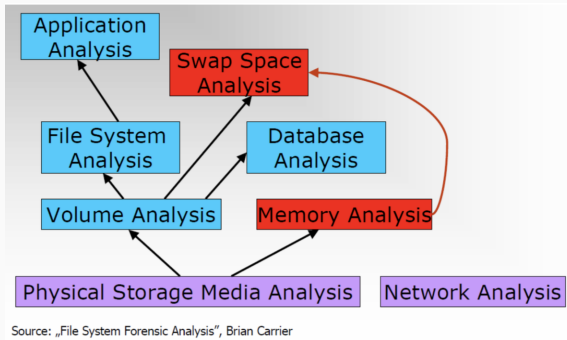 Application
Analysis
Swap Space
Analysis
File System
Analysis
Database
Analysis
Volume Analysis
Memory Analysis
Physical Storage Media Analysis
Network Analysis
Source: „File System Forensic Analysis”, Brian Carrier